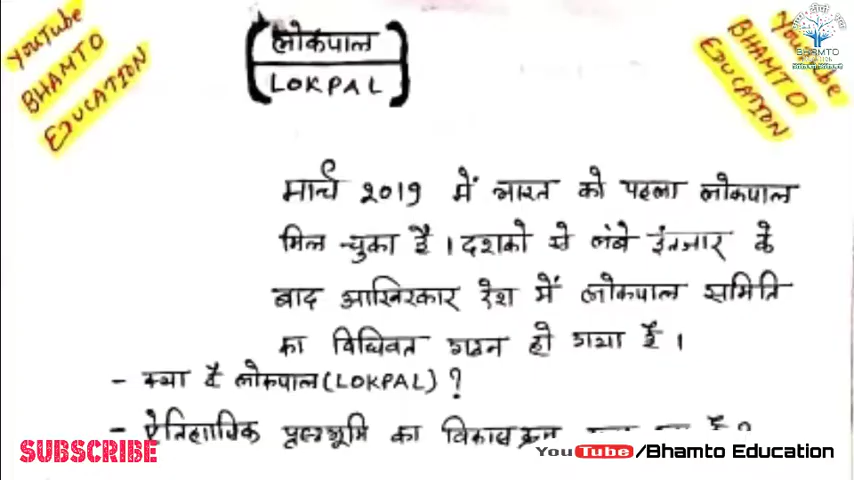 YouTube
BHAMTO
EDUCATION
लोकपाल
LOKPAL
YouTube
BHAMTO
EDUCATION
BHAMTO
मार्च 2019 में भारत को पहला लोकपाल
मिल चुका है । दशको से लंबे इंतजार के
बाद आखिरकार देश में लोकपाल समिति
का विधिवत गठन हो गया है ।
- क्या है लोकपाल (LOKPAL) ?
- ऐतिहासिक पृष्ठभूमि का विकासक्रम
SUBSCRIBE
YouTube/Bhamto Education